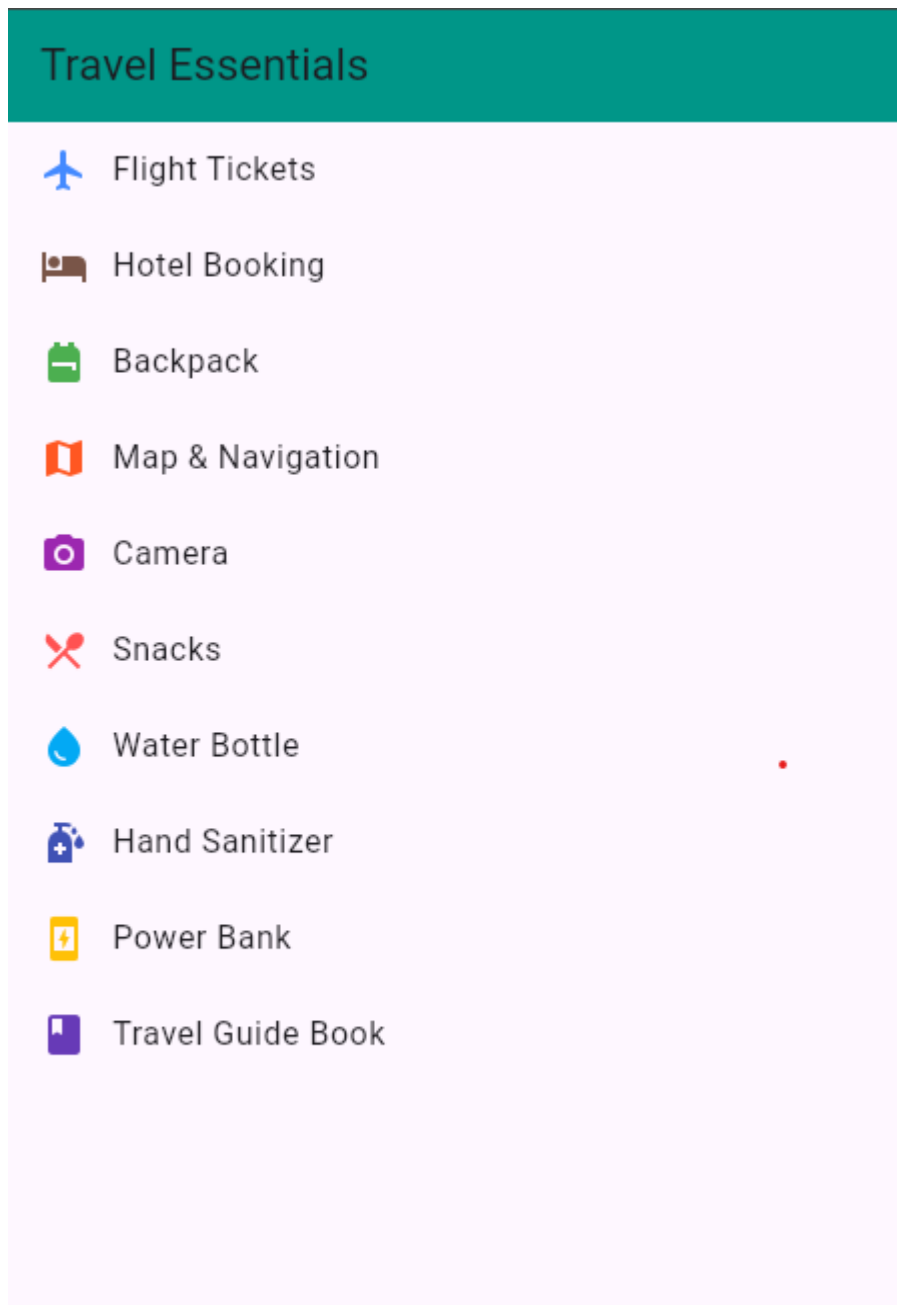 Travel Essentials
Flight Tickets
Hotel Booking
Backpack
Map & Navigation
Camera
Snacks
Water Bottle
Hand Sanitizer
Power Bank
Travel Guide Book